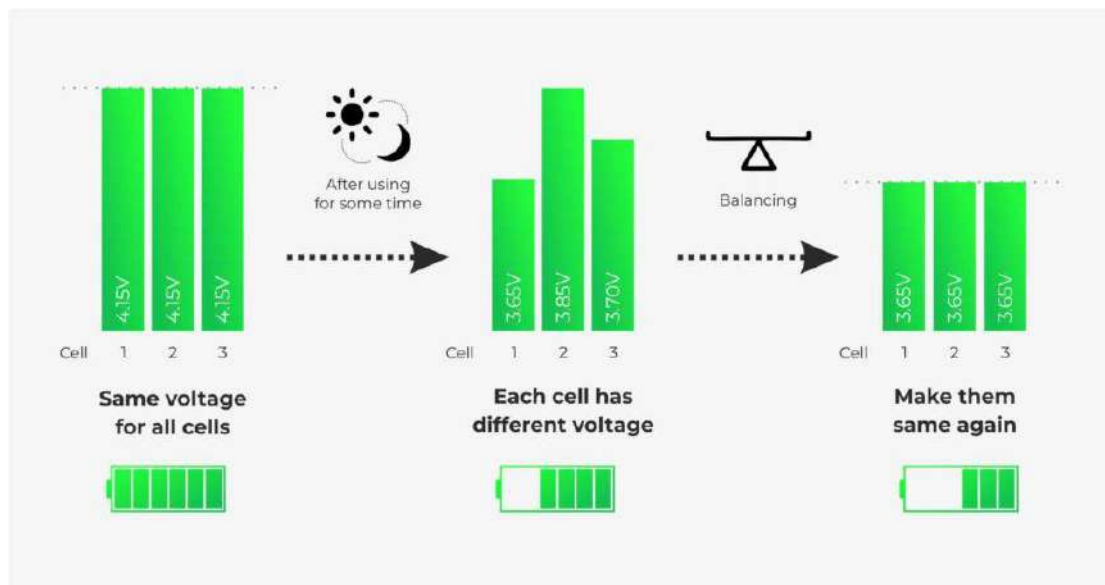 After using
for some time
Balancing
4.15V 4.15V 4.15V
3.65V 3.85V 3.70V
3.65V 3.65V 3.65V
Cell 1 2 3
Cell 1 2 3
Cell 1 2 3
Same voltage
for all cells
Each cell has
different voltage
Make them
same again